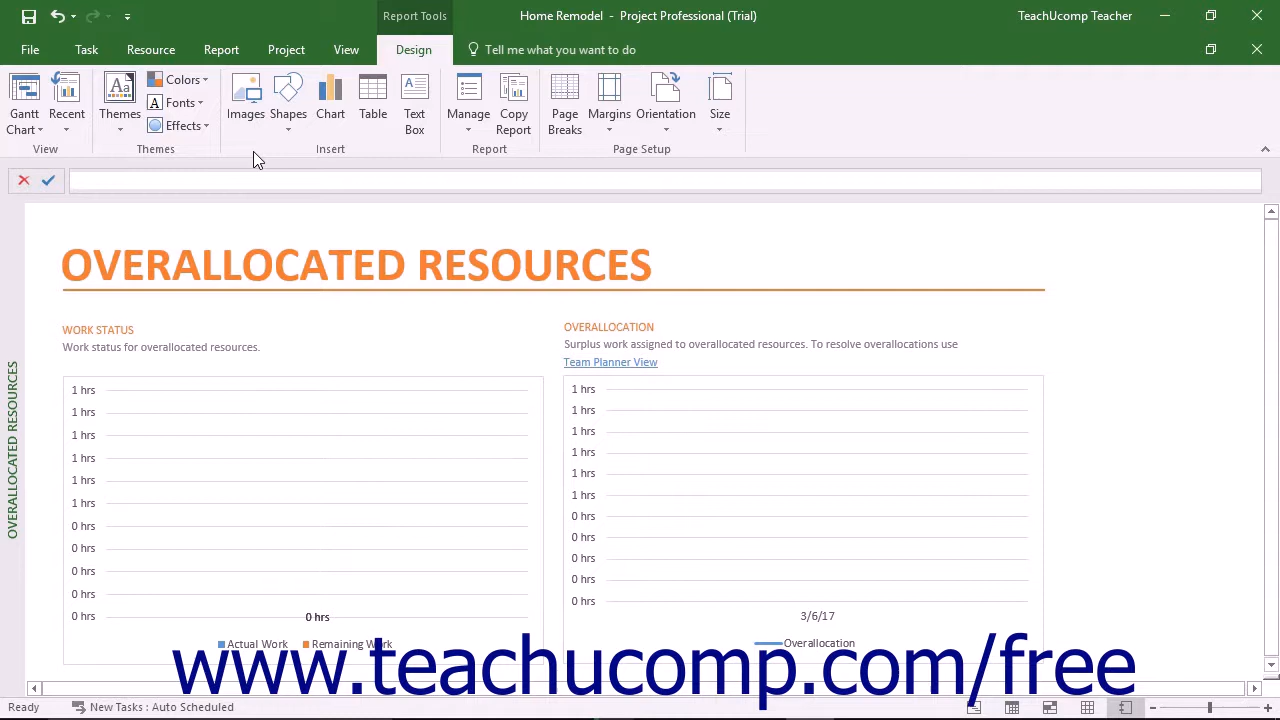 Report Tools
Home Remodel - Project Professional (Trial)
TeachUcomp Teacher
File
Task
Resource
Report
Project
View
Design
Tell me what you want to do
Gantt Chart
Recent
View
Themes
Colors
Fonts
Effects
Themes
Images
Shapes
Chart
Table
Text Box
Insert
Manage
Copy Report
Report
Page Breaks
Margins
Orientation
Size
Page Setup
OVERALLOCATED RESOURCES
OVERALLOCATED RESOURCES
WORK STATUS
Work status for overallocated resources.
1 hrs
1 hrs
1 hrs
1 hrs
1 hrs
1 hrs
0 hrs
0 hrs
0 hrs
0 hrs
0 hrs
0 hrs
Actual Work
Remaining Work
OVERALLOCATION
Surplus work assigned to overallocated resources. To resolve overallocations use
Team Planner View
1 hrs
1 hrs
1 hrs
1 hrs
1 hrs
1 hrs
0 hrs
0 hrs
0 hrs
0 hrs
0 hrs
3/6/17
Overallocation
www.teachucomp.com/free
Ready
New Tasks : Auto Scheduled